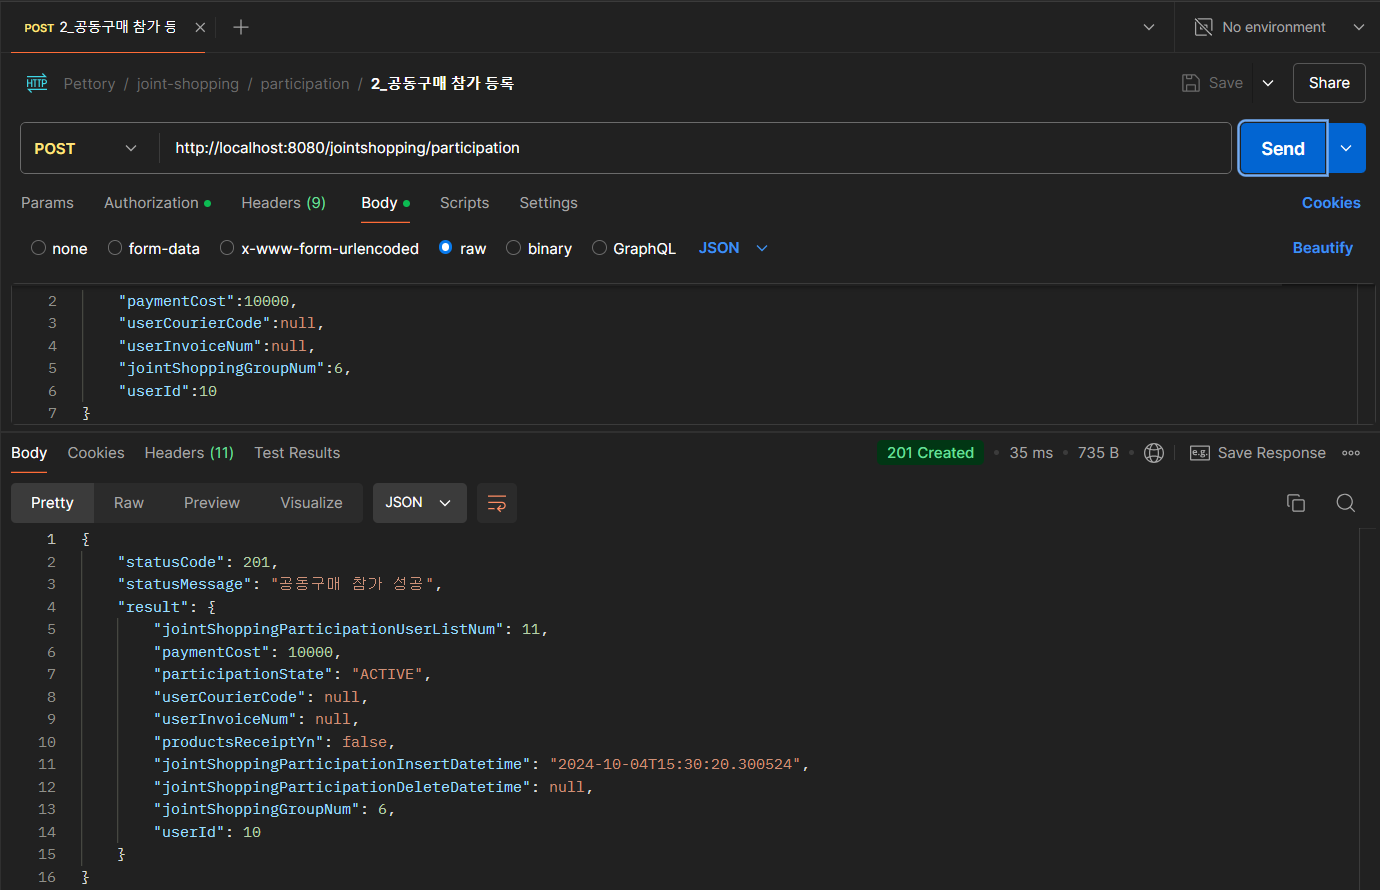 POST 2_공동구매 참가 등
No environment
HTTP Pettory / joint-shopping / participation / 2_공동구매 참가 등록
Save Share
POST http://localhost:8080/jointshopping/participation Send
Params Authorization Headers (9) Body Scripts Settings Cookies
none form-data x-www-form-urlencoded raw binary GraphQL JSON Beautify
2 "paymentCost":10000,
3 "userCourierCode":null,
4 "userInvoiceNum":null,
5 "jointShoppingGroupNum":6,
6 "userId":10
7 }
Body Cookies Headers (11) Test Results 201 Created • 35 ms • 735 B • e.g. Save Response
Pretty Raw Preview Visualize JSON
1 {
2 "statusCode": 201,
3 "statusMessage": "공동구매 참가 성공",
4 "result": {
5 "jointShoppingParticipationUserListNum": 11,
6 "paymentCost": 10000,
7 "participationState": "ACTIVE",
8 "userCourierCode": null,
9 "userInvoiceNum": null,
10 "productsReceiptYn": false,
11 "jointShoppingParticipationInsertDatetime": "2024-10-04T15:30:20.300524",
12 "jointShoppingParticipationDeleteDatetime": null,
13 "jointShoppingGroupNum": 6,
14 "userId": 10
15 }
16 }